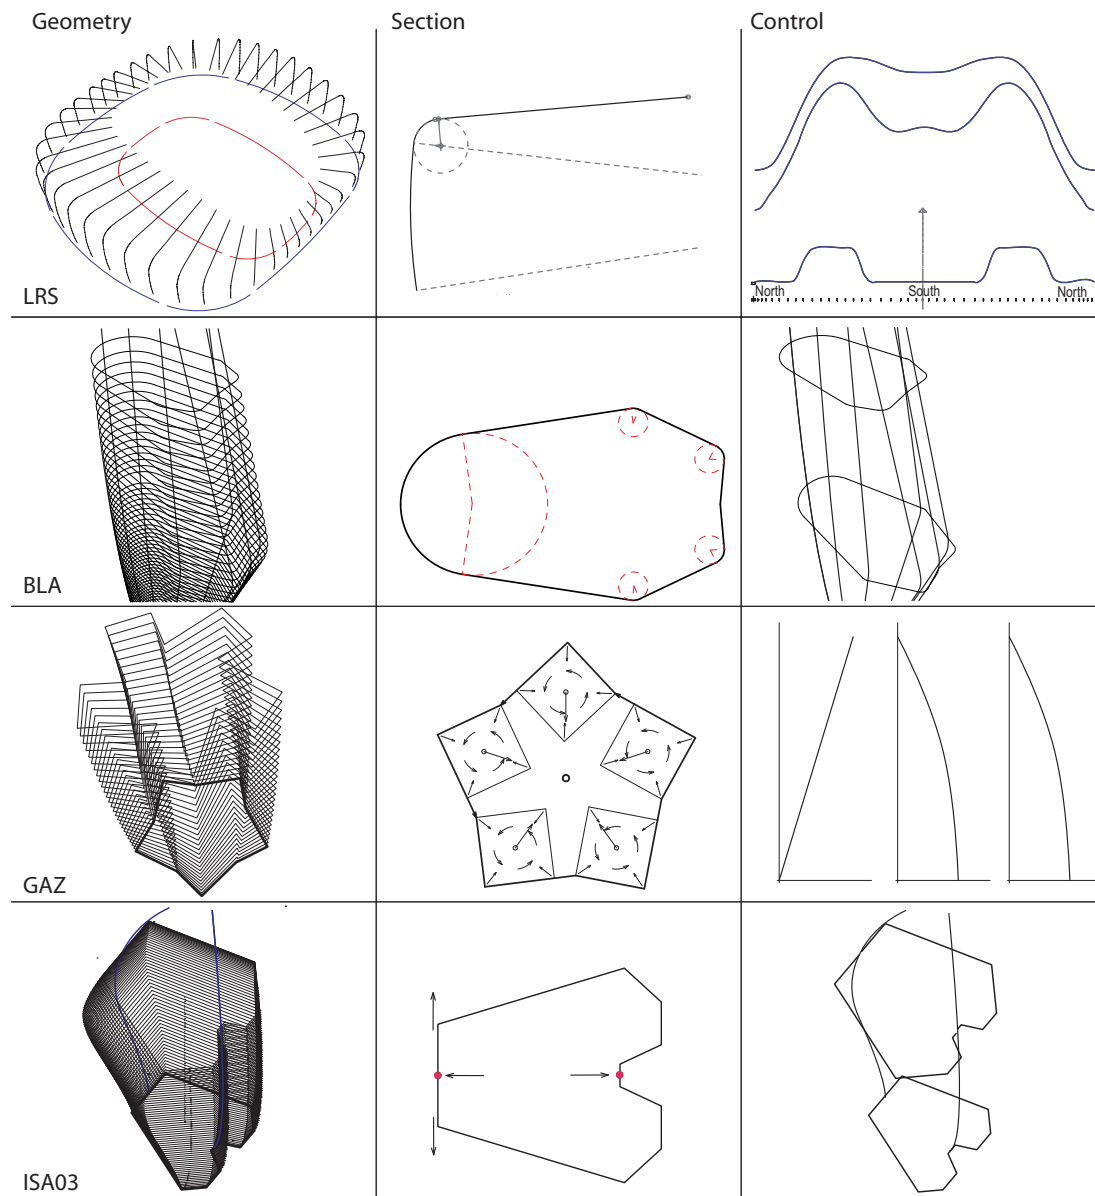 Geometry Section Control
North South North
LRS
BLA
GAZ
ISA03